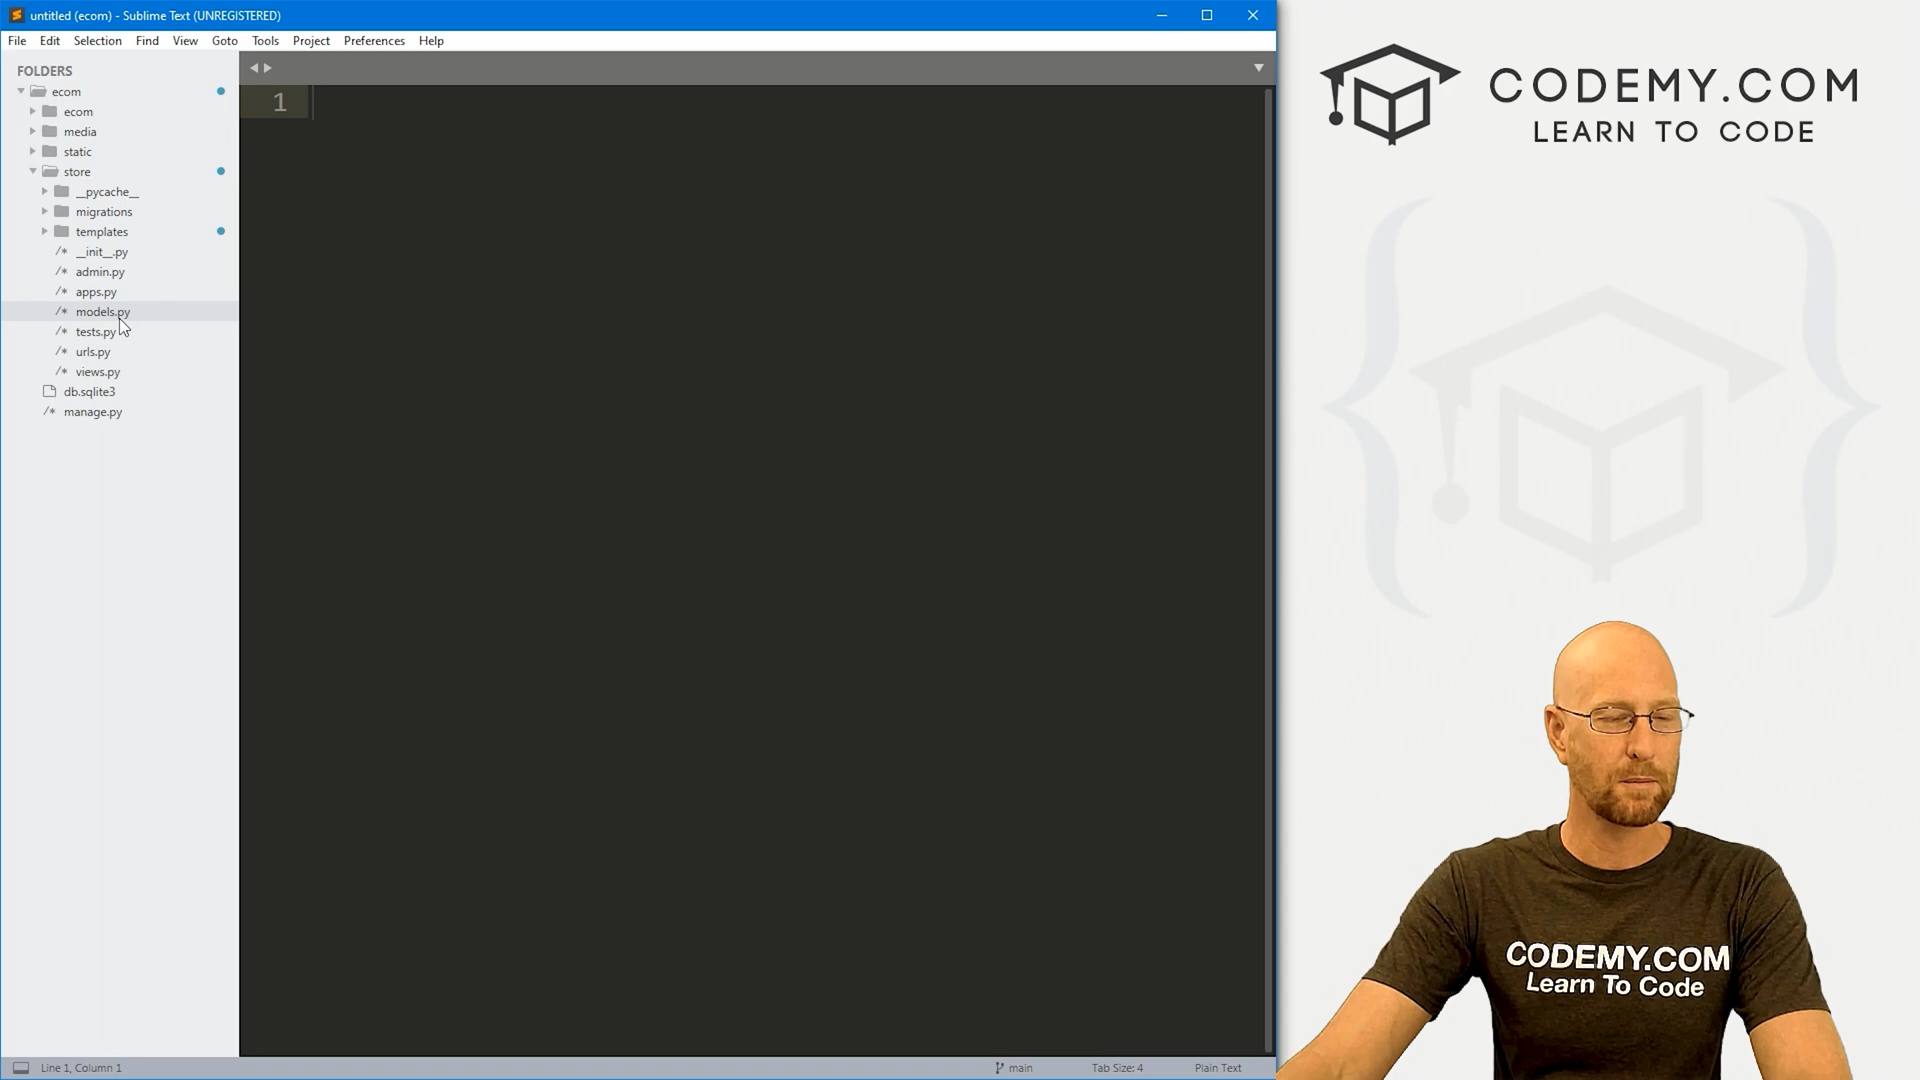 untitled (ecom) - Sublime Text (UNREGISTERED)
File Edit Selection Find View Goto Tools Project Preferences Help
FOLDERS
ecom
ecom
media
static
store
__pycache__
migrations
templates
/* __init__.py
/* admin.py
/* apps.py
/* models.py
/* tests.py
/* urls.py
/* views.py
db.sqlite3
/* manage.py
1
Line 1, Column 1
main
Tab Size: 4
Plain Text
CODEMY.COM
LEARN TO CODE
CODEMY.COM
Learn To Code